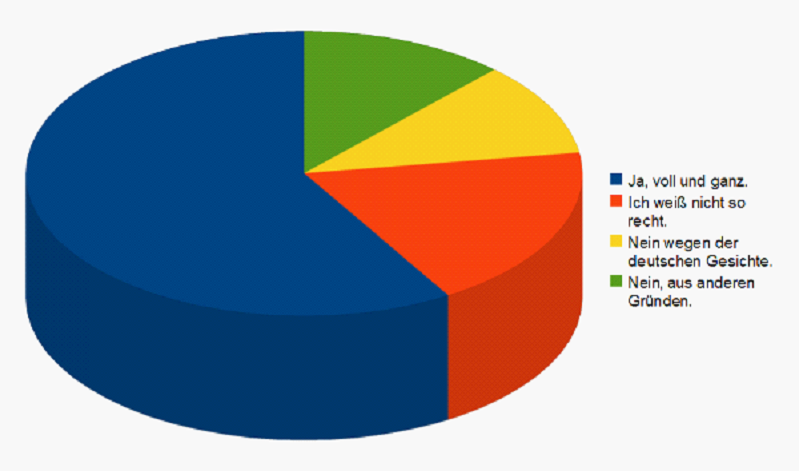 Ja, voll und ganz.
Ich weiß nicht so
recht.
Nein wegen der
deutschen Gesichte.
Nein, aus anderen
Gründen.